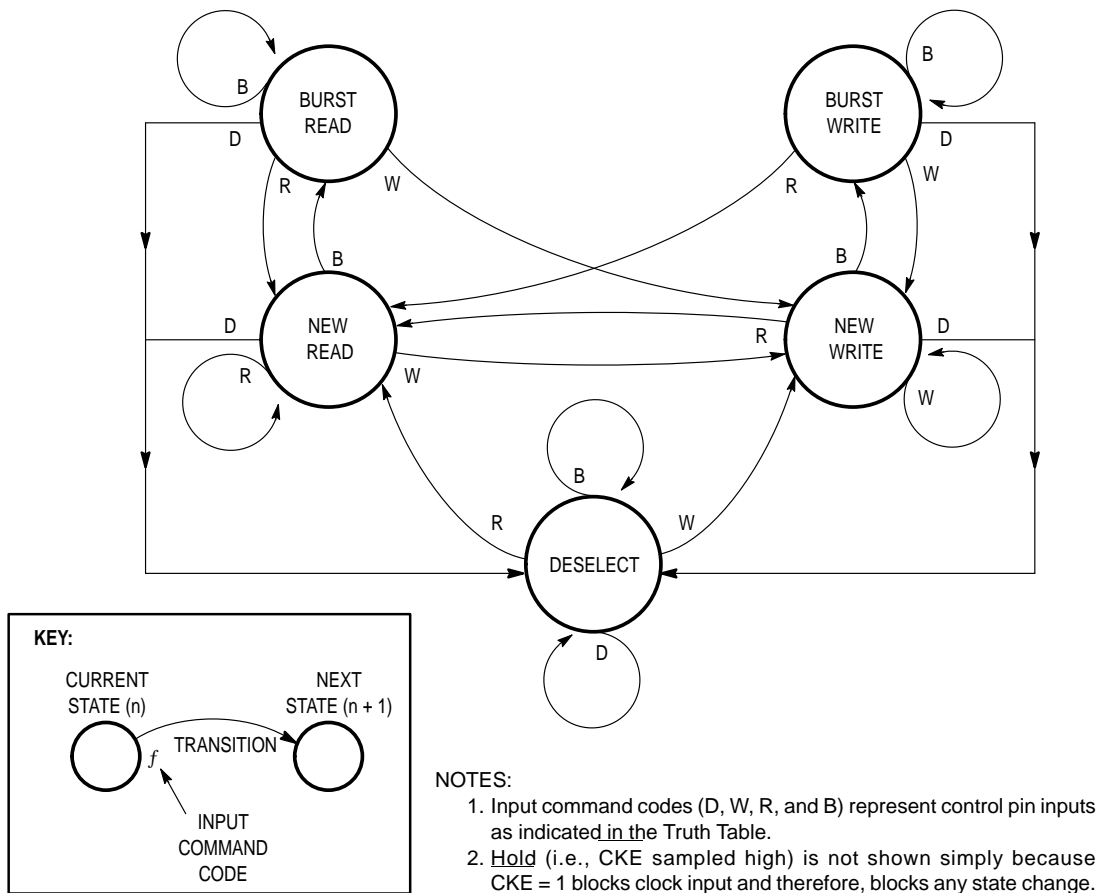 B
BURST
READ
D
R
W
B
BURST
WRITE
B
D
W
R
B
NEW
READ
D
R
W
NEW
WRITE
D
R
W
B
R
W
DESELECT
D
KEY:
CURRENT
STATE (n)
NEXT
STATE (n + 1)
TRANSITION
f
INPUT
COMMAND
CODE
NOTES:
1. Input command codes (D, W, R, and B) represent control pin inputs
as indicated in the Truth Table.
2. Hold (i.e., CKE sampled high) is not shown simply because
CKE = 1 blocks clock input and therefore, blocks any state change.